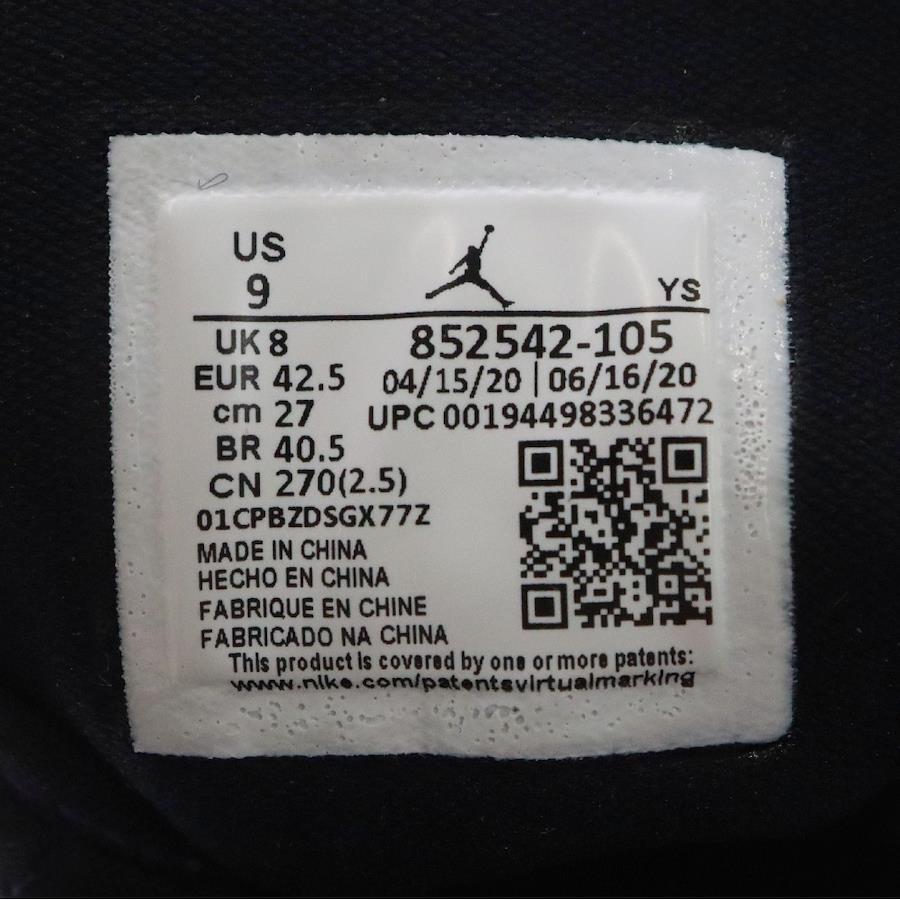 US
9
YS
UK 8
852542-105
EUR 42.5
04/15/20 | 06/16/20
cm 27
UPC 00194498336472
BR 40.5
CN 270(2.5)
01CPBZDSGX77Z
MADE IN CHINA
HECHO EN CHINA
FABRIQUE EN CHINE
FABRICADO NA CHINA
This product is covered by one or more patents:
www.nike.com/patentsvirtualmarking